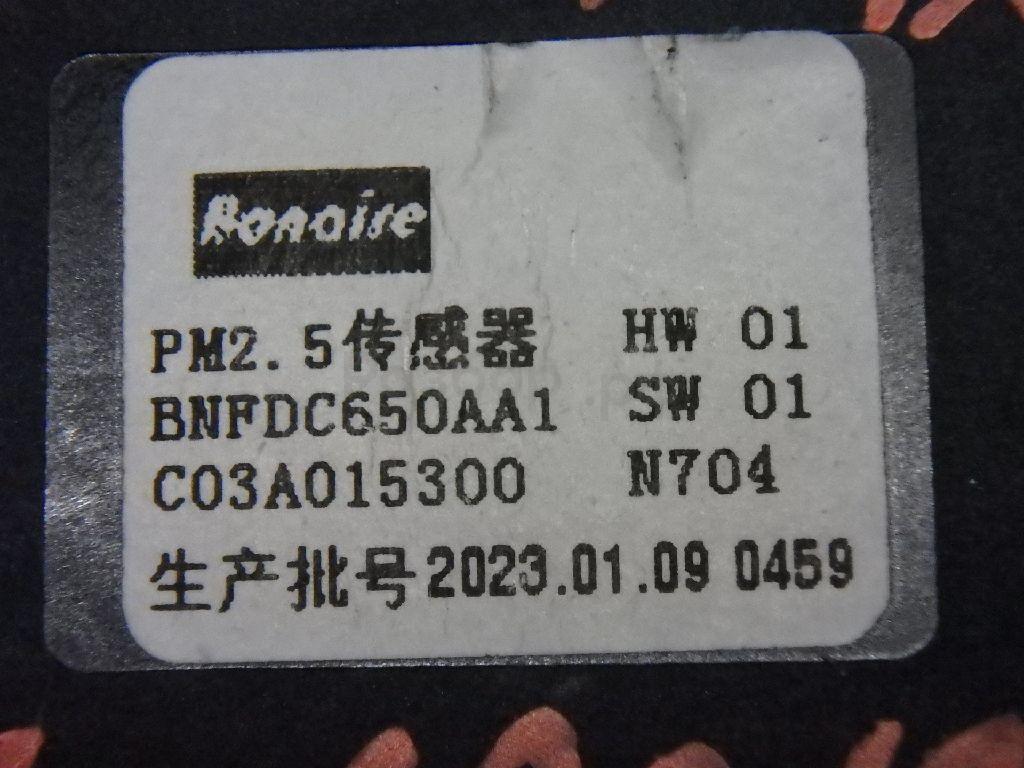 Bonaire
PM2.5传感器 HW 01
BNFDC650AA1 SW 01
C03A015300 N704
生产批号2023.01.09 0459